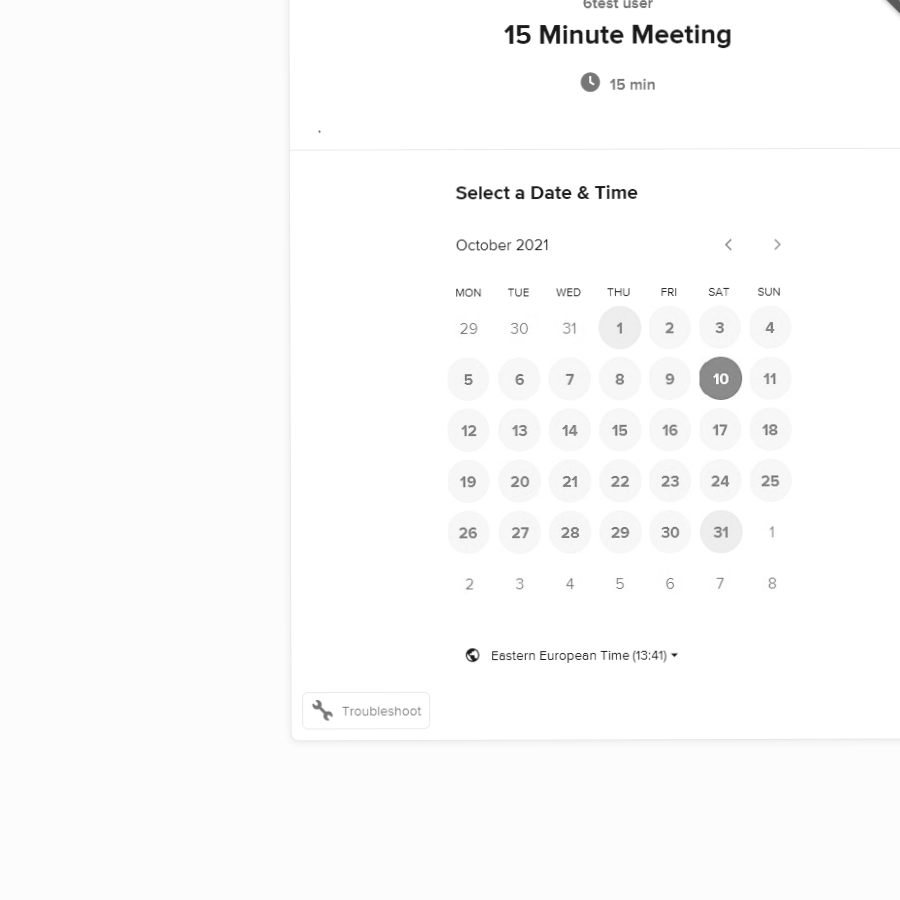 6test user
15 Minute Meeting
15 min
.
Select a Date & Time
October 2021
MON TUE WED THU FRI SAT SUN
29 30 31 1 2 3 4
5 6 7 8 9 10 11
12 13 14 15 16 17 18
19 20 21 22 23 24 25
26 27 28 29 30 31 1
2 3 4 5 6 7 8
Eastern European Time (13:41)
Troubleshoot